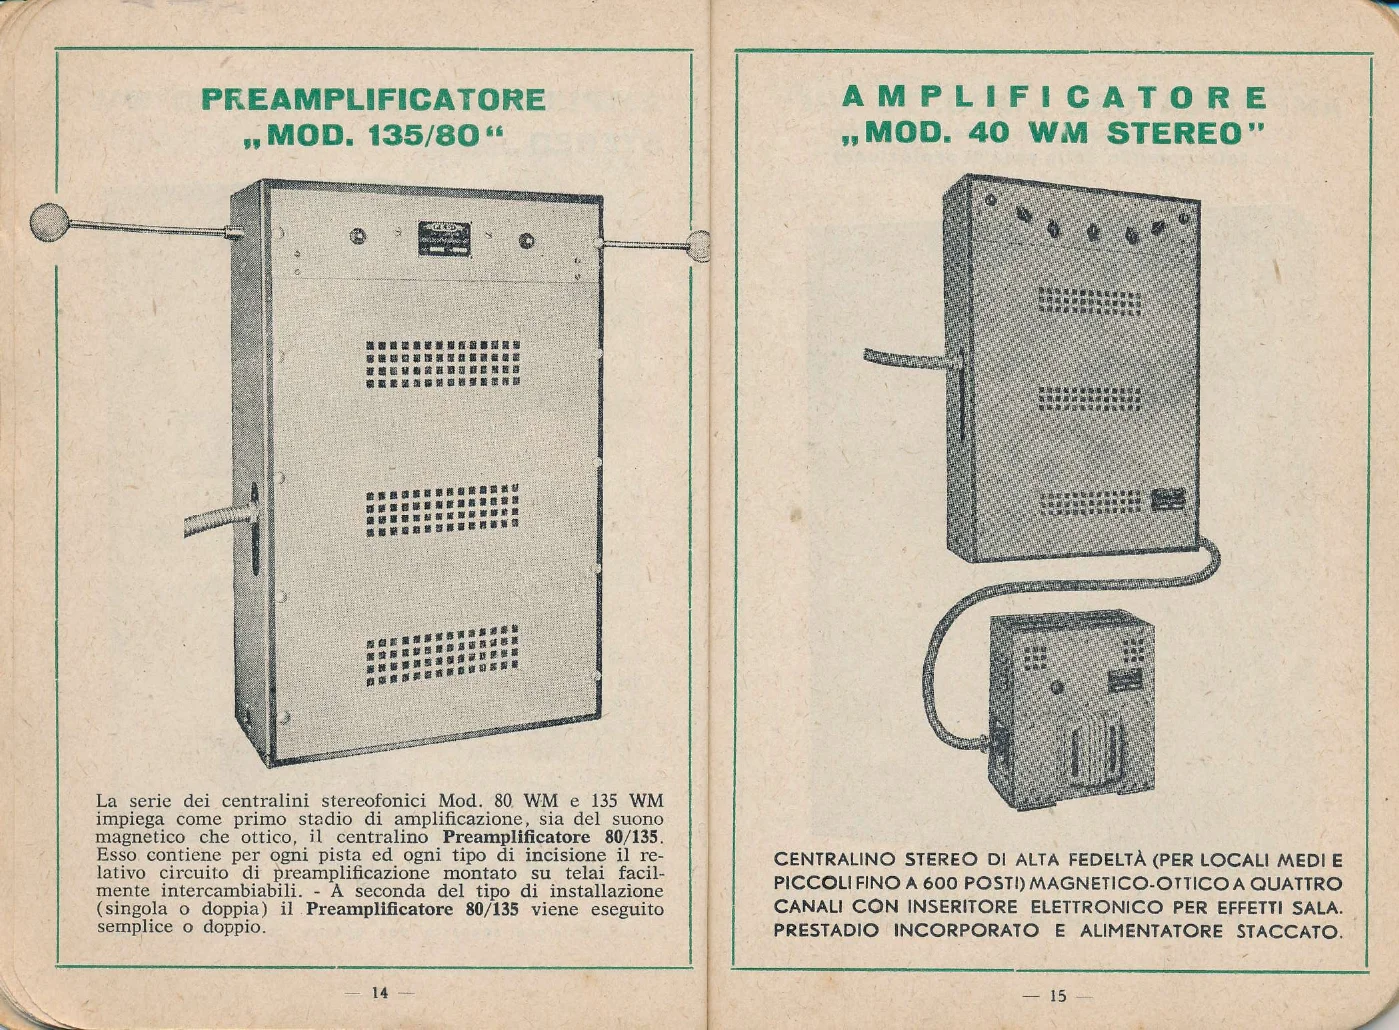 PREAMPLIFICATORE
„MOD. 135/80“
La serie dei centralini stereofonici Mod. 80 WM e 135 WM
impiega come primo stadio di amplificazione, sia del suono
magnetico che ottico, il centralino Preamplificatore 80/135.
Esso contiene per ogni pista ed ogni tipo di incisione il re-
lativo circuito di preamplificazione montato su telai facil-
mente intercambiabili. - A seconda del tipo di installazione
(singola o doppia) il Preamplificatore 80/135 viene eseguito
semplice o doppio.
— 14 —
AMPLIFICATORE
„MOD. 40 WM STEREO”
CENTRALINO STEREO DI ALTA FEDELTÀ (PER LOCALI MEDI E
PICCOLI FINO A 600 POSTI) MAGNETICO-OTTICO A QUATTRO
CANALI CON INSERITORE ELETTRONICO PER EFFETTI SALA.
PRESTADIO INCORPORATO E ALIMENTATORE STACCATO.
— 15 —